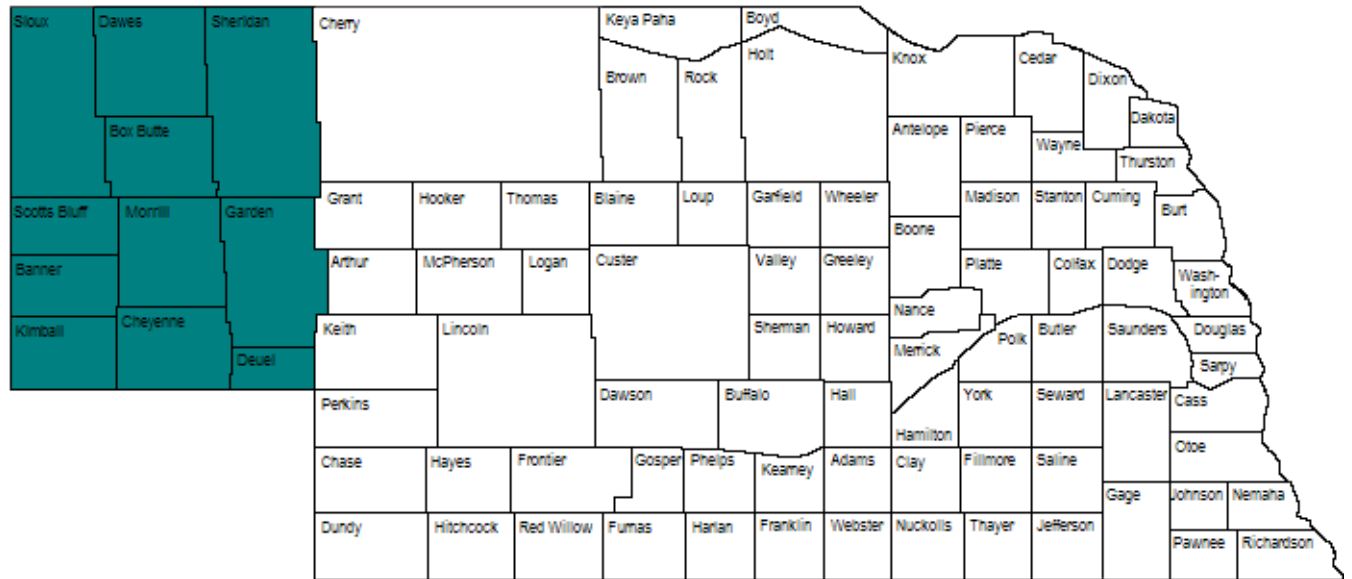 Sioux
Dawes
Sheridan
Cherry
Keya Paha
Boyd
Holt
Knox
Cedar
Dixon
Brown
Rock
Dakota
Box Butte
Antelope
Pierce
Wayne
Thurston
Scotts Bluff
Morrill
Garden
Grant
Hooker
Thomas
Blaine
Loup
Garfield
Wheeler
Madison
Stanton
Cuming
Burt
Boone
Banner
Arthur
McPherson
Logan
Custer
Valley
Greeley
Platte
Colfax
Dodge
Wash-
ington
Nance
Kimball
Cheyenne
Keith
Lincoln
Sherman
Howard
Merrick
Polk
Butler
Saunders
Douglas
Deuel
Sarpy
Perkins
Dawson
Buffalo
Hall
York
Seward
Lancaster
Cass
Hamilton
Otoe
Chase
Hayes
Frontier
Gosper
Phelps
Kearney
Adams
Clay
Fillmore
Saline
Gage
Johnson
Nemaha
Dundy
Hitchcock
Red Willow
Furnas
Harlan
Franklin
Webster
Nuckolls
Thayer
Jefferson
Pawnee
Richardson